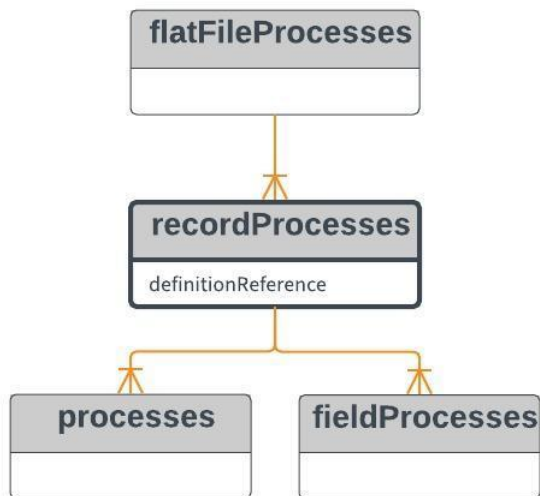 flatFileProcesses
recordProcesses
definitionReference
processes
fieldProcesses